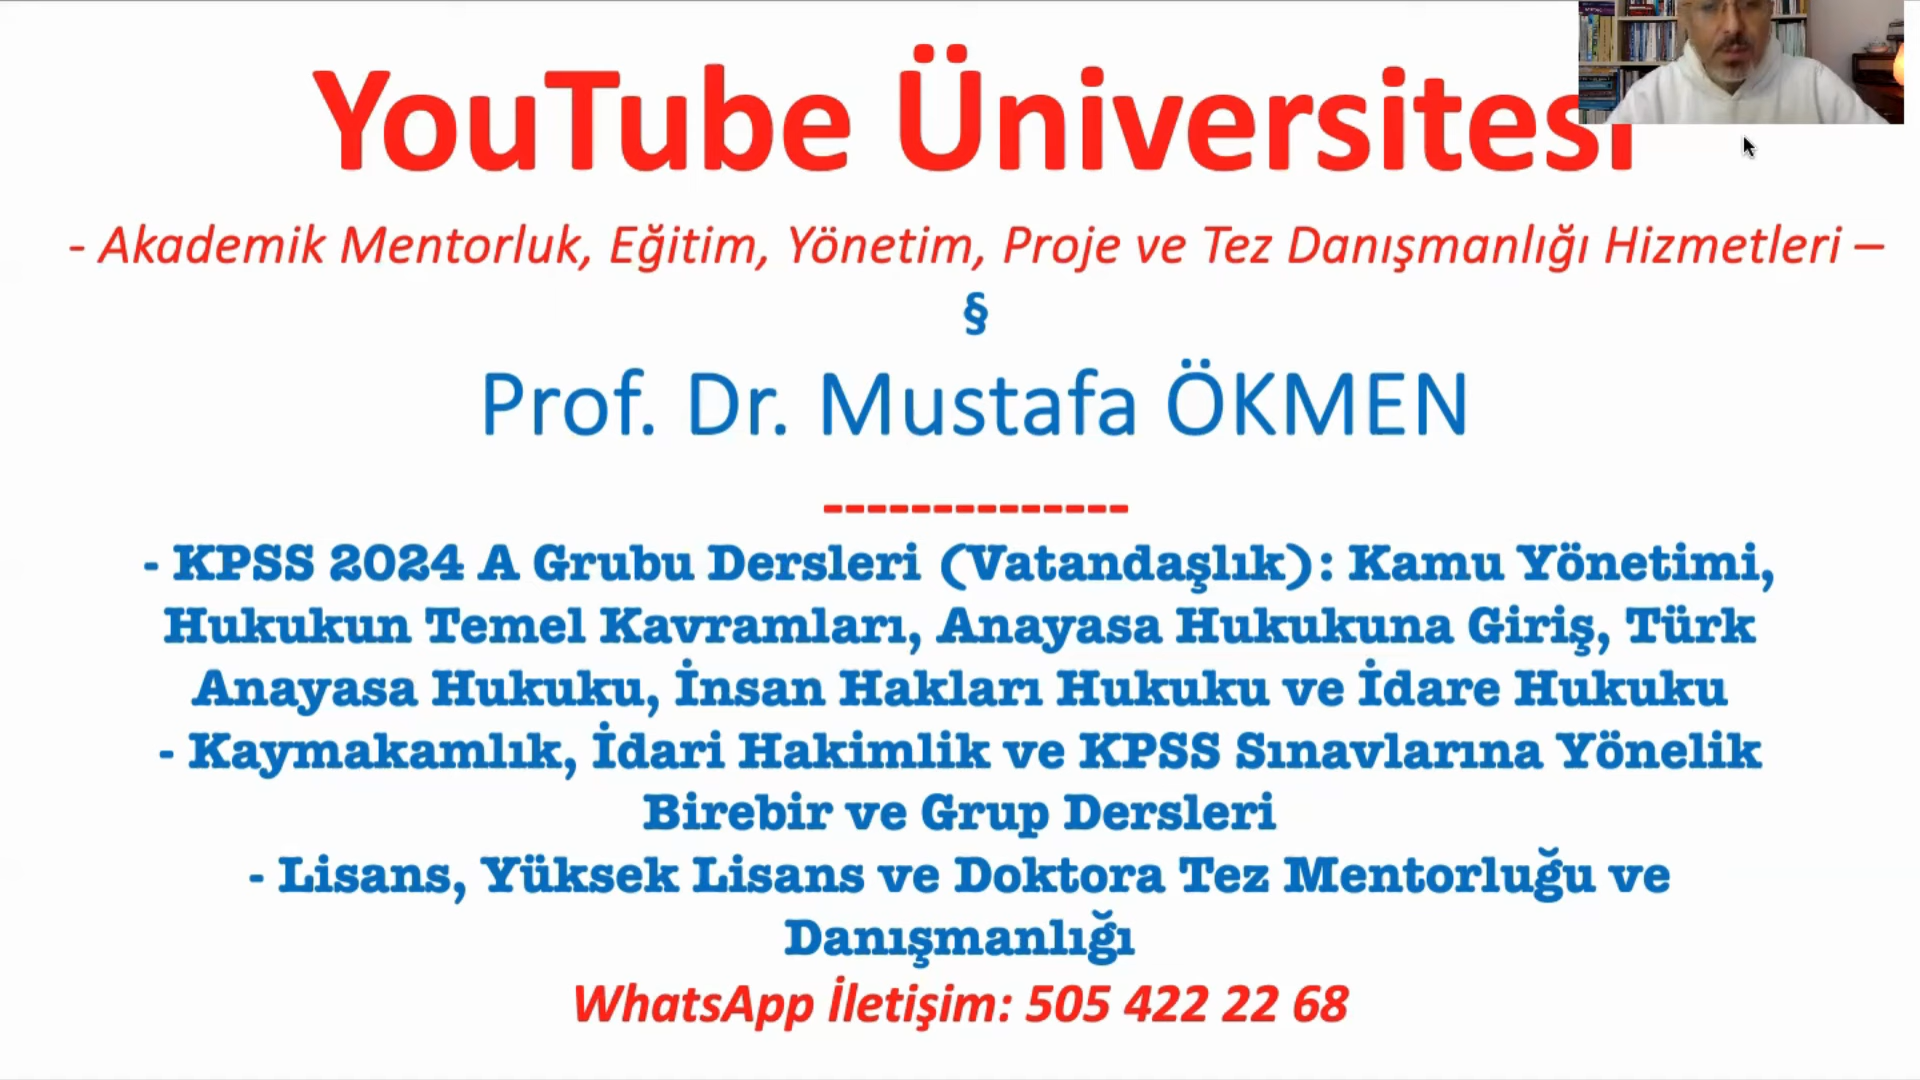 YouTube Üniversitesi
- Akademik Mentorluk, Eğitim, Yönetim, Proje ve Tez Danışmanlığı Hizmetleri –
§
Prof. Dr. Mustafa ÖKMEN
--------------
- KPSS 2024 A Grubu Dersleri (Vatandaşlık): Kamu Yönetimi,
Hukukun Temel Kavramları, Anayasa Hukukuna Giriş, Türk
Anayasa Hukuku, İnsan Hakları Hukuku ve İdare Hukuku
- Kaymakamlık, İdari Hakimlik ve KPSS Sınavlarına Yönelik
Birebir ve Grup Dersleri
- Lisans, Yüksek Lisans ve Doktora Tez Mentorluğu ve
Danışmanlığı
WhatsApp İletişim: 505 422 22 68